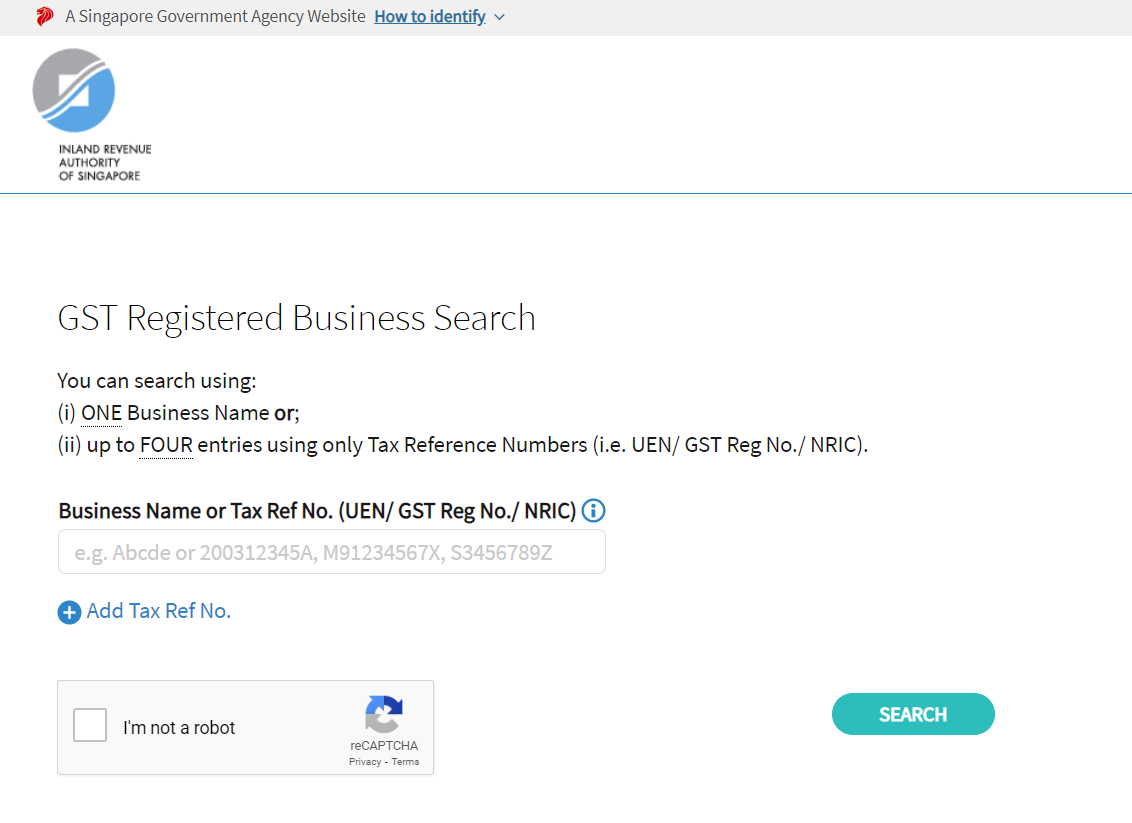 A Singapore Government Agency Website How to identify
INLAND REVENUE
AUTHORITY
OF SINGAPORE
GST Registered Business Search
You can search using:
(i) ONE Business Name or;
(ii) up to FOUR entries using only Tax Reference Numbers (i.e. UEN/ GST Reg No./ NRIC).
Business Name or Tax Ref No. (UEN/ GST Reg No./ NRIC)
e.g. Abcde or 200312345A, M91234567X, S3456789Z
Add Tax Ref No.
I'm not a robot
reCAPTCHA
Privacy - Terms
SEARCH